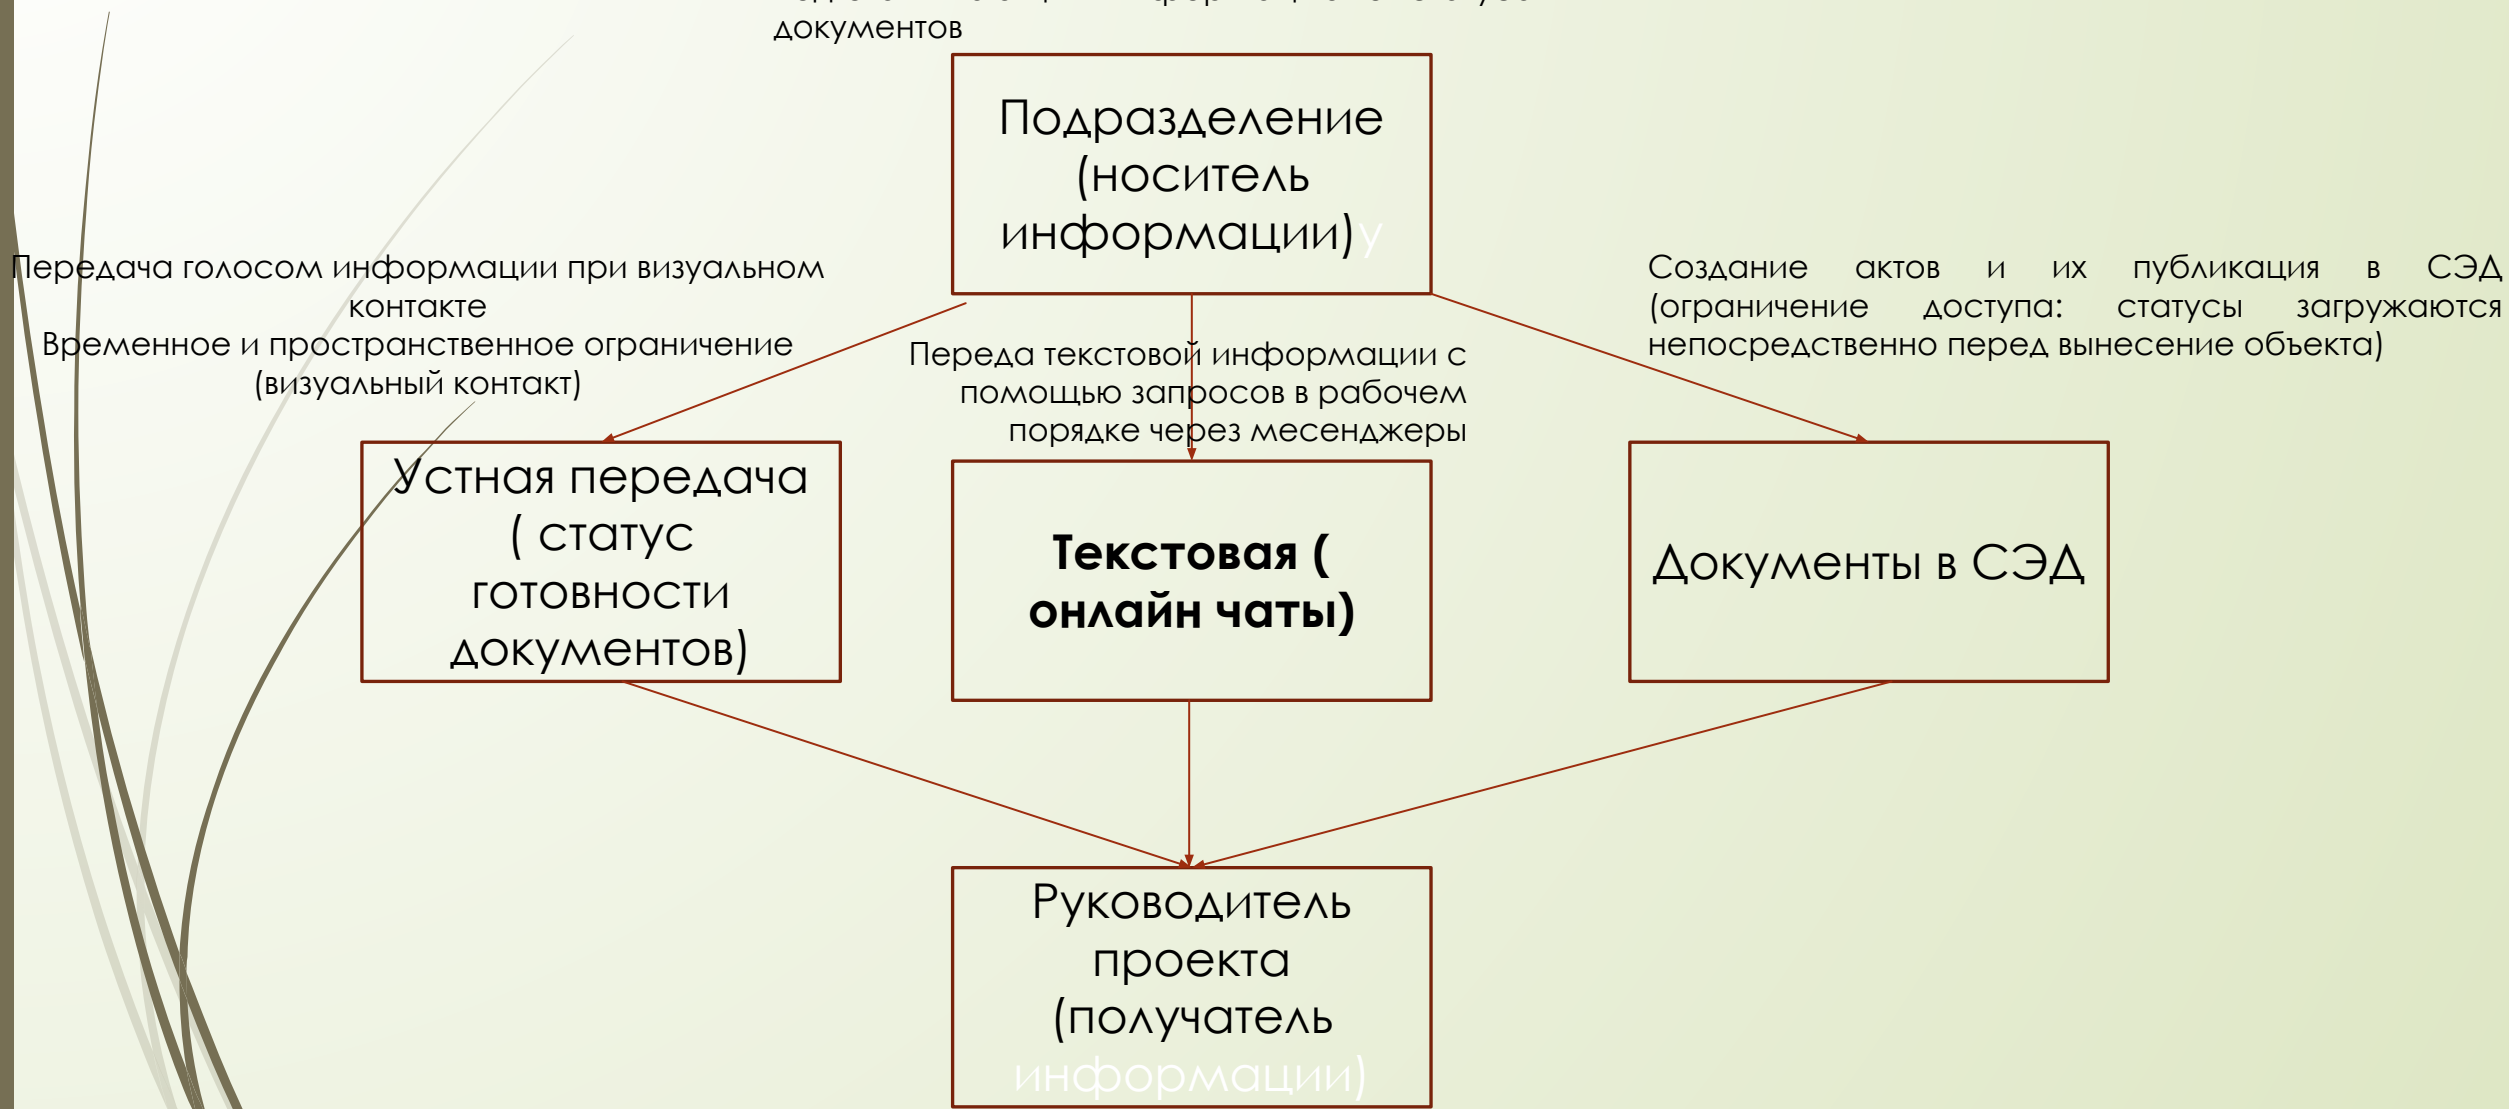 документов
Подразделение
(носитель
информации)у
Передача голосом информации при визуальном
контакте
Временное и пространственное ограничение
(визуальный контакт)
Переда текстовой информации с
помощью запросов в рабочем
порядке через месенджеры
Создание актов и их публикация в СЭД
(ограничение доступа: статусы загружаются
непосредственно перед вынесение объекта)
Устная передача
( статус
готовности
документов)
Текстовая (
онлайн чаты)
Документы в СЭД
Руководитель
проекта
(получатель
информации)